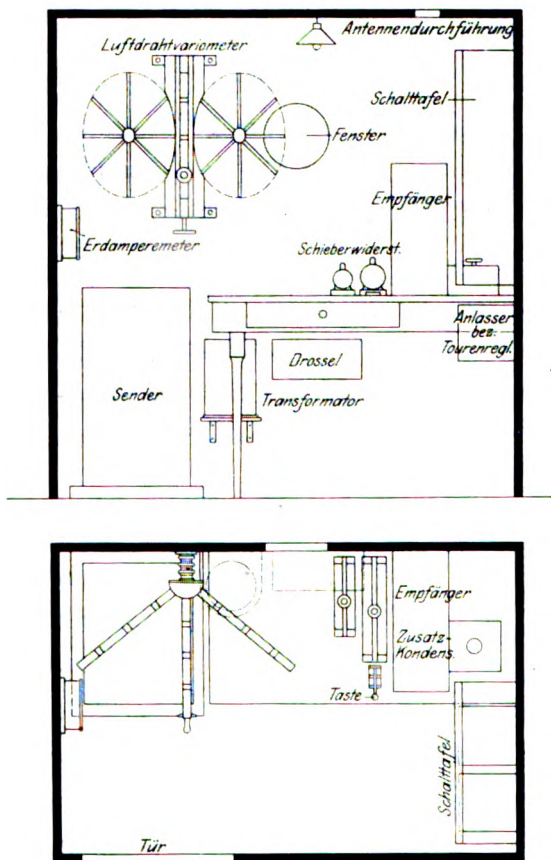 Antennendurchführung
Luftdrahtvariometer
Schalttafel
Fenster
Empfänger
Erdamperemeter
Schieberwiderst.
Anlasser
bez.
Tourenregl.
Drossel
Sender
Transformator
Empfänger
Zusatz-
Kondens.
Taste
Schalttafel
Tür